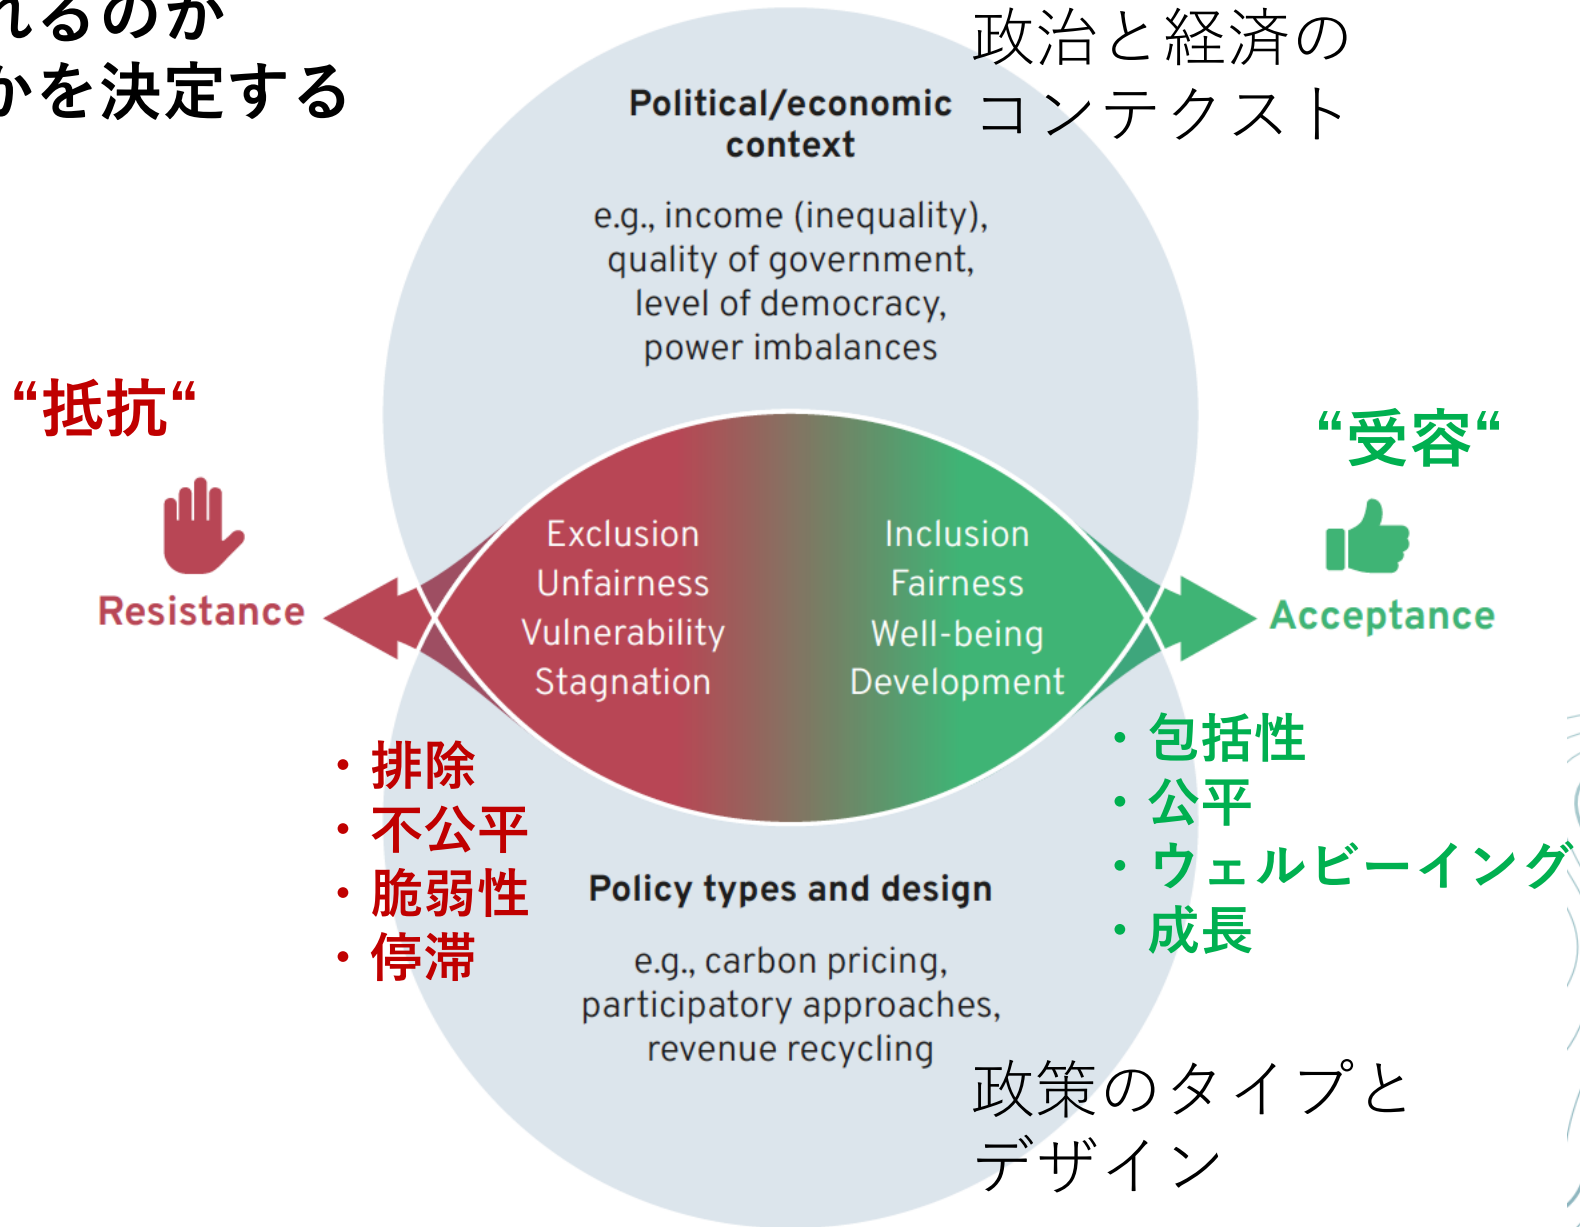 れるのか
かを決定する
政治と経済の
コンテクスト
Political/economic
context
e.g., income (inequality),
quality of government,
level of democracy,
power imbalances
“抵抗“
Resistance
“受容“
Acceptance
Exclusion
Unfairness
Vulnerability
Stagnation
Inclusion
Fairness
Well-being
Development
・排除
・不公平
・脆弱性
・停滞
・包括性
・公平
・ウェルビーイング
・成長
Policy types and design
e.g., carbon pricing,
participatory approaches,
revenue recycling
政策のタイプと
デザイン